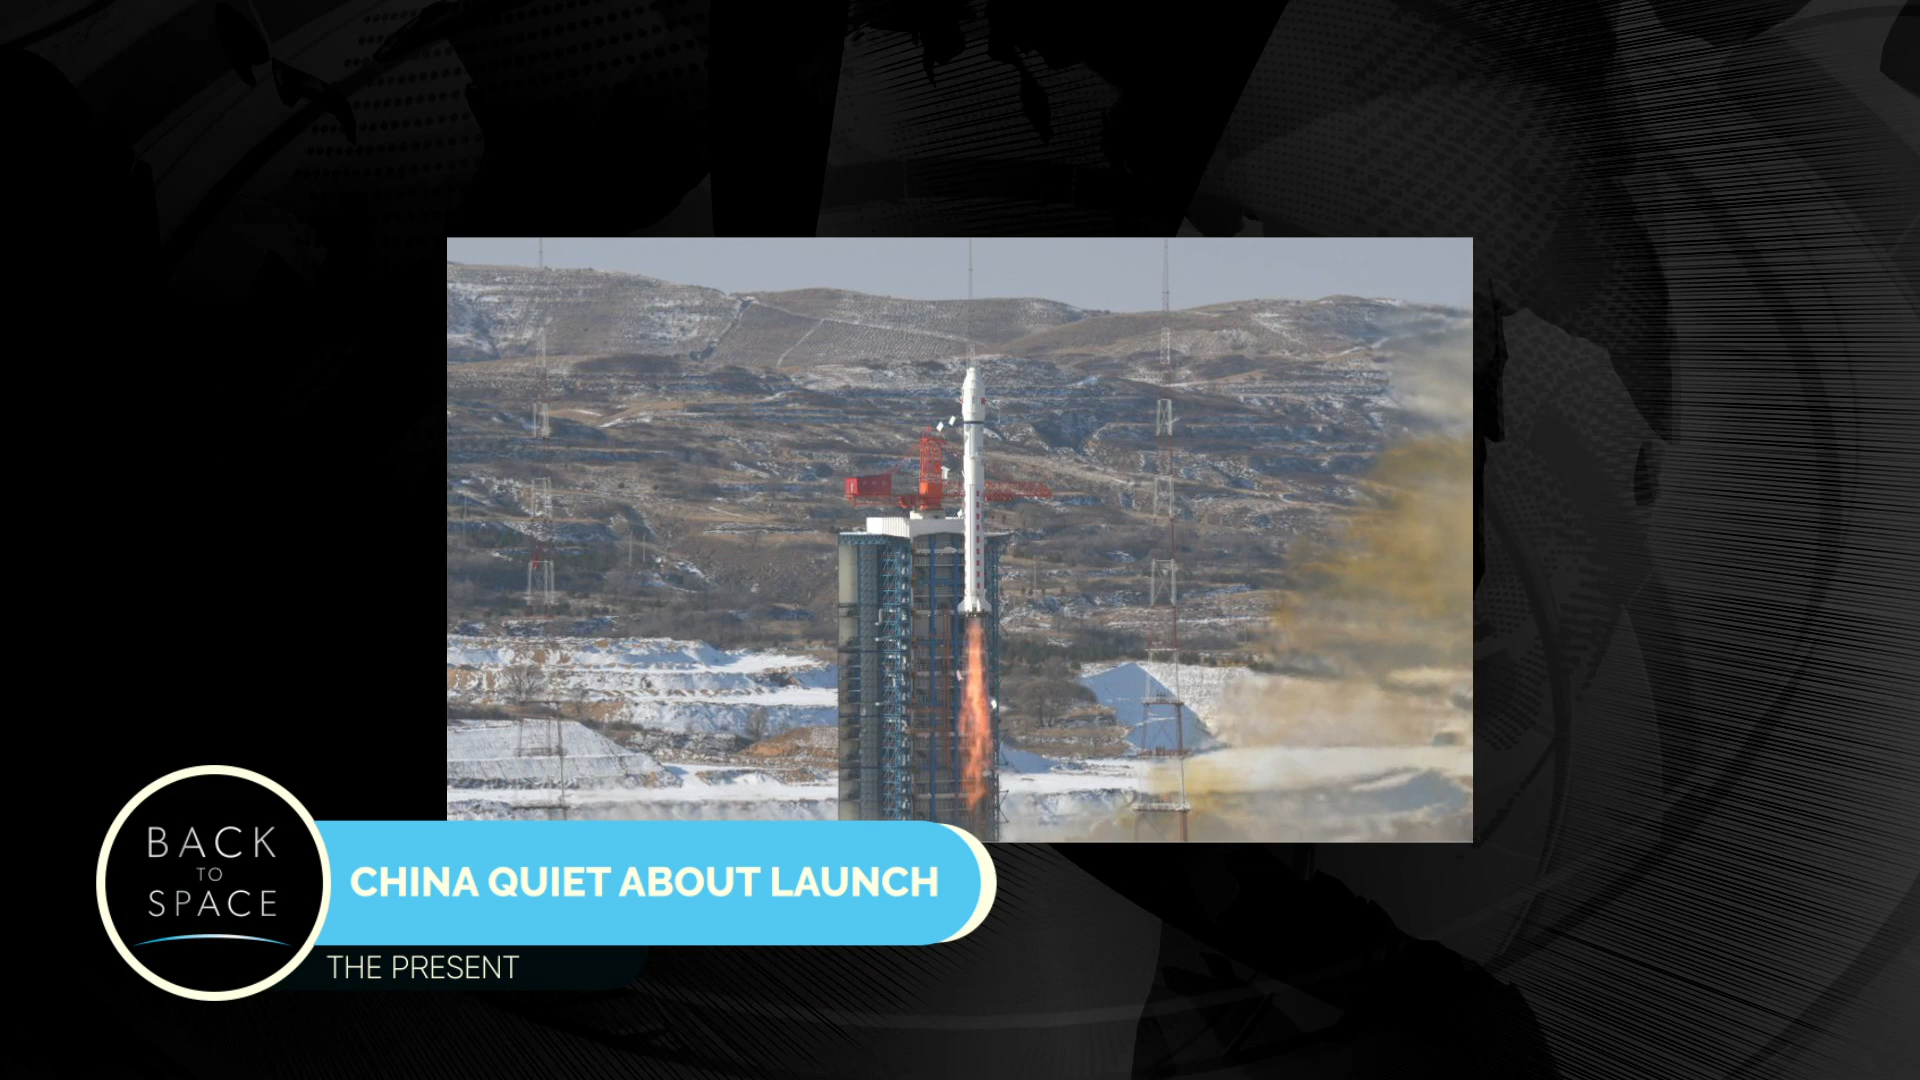 BACK
TO
SPACE
CHINA QUIET ABOUT LAUNCH
THE PRESENT